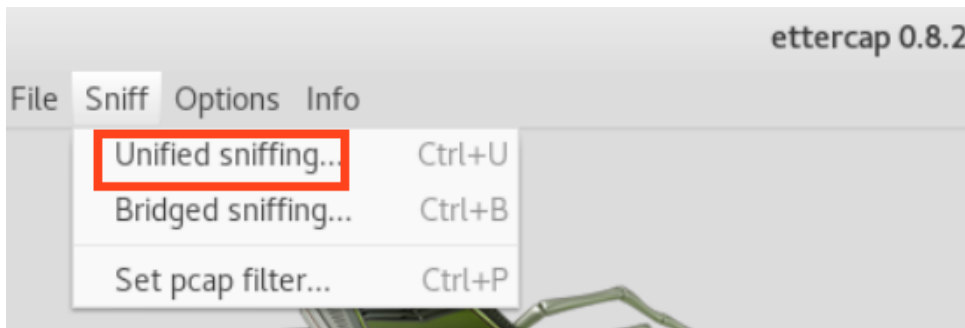 ettercap 0.8.2
File Sniff Options Info
Unified sniffing... Ctrl+U
Bridged sniffing... Ctrl+B
Set pcap filter... Ctrl+P